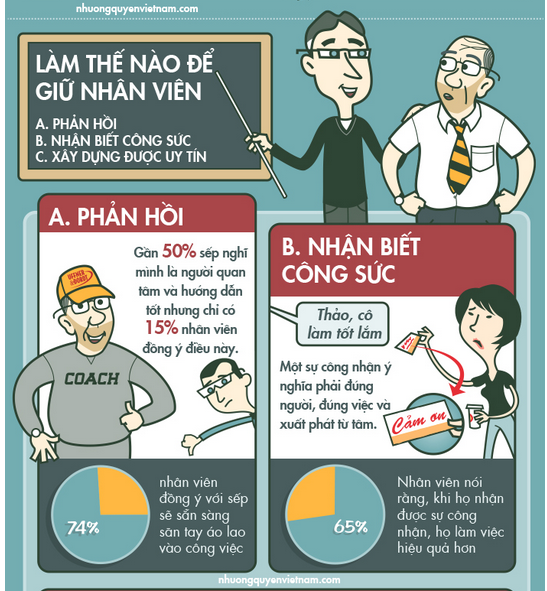 nhuongquyenvietnam.com
LÀM THẾ NÀO ĐỂ
GIỮ NHÂN VIÊN
A. PHẢN HỒI
B. NHẬN BIẾT CÔNG SỨC
C. XÂY DỰNG ĐƯỢC UY TÍN
A. PHẢN HỒI
Gần 50% sếp nghĩ
mình là người quan
tâm và hướng dẫn
tốt nhưng chỉ có
15% nhân viên
đồng ý điều này.
COACH
74%
nhân viên
đồng ý với sếp
sẽ sẵn sàng
săn tay áo lao
vào công việc
B. NHẬN BIẾT
CÔNG SỨC
Thảo, cô
làm tốt lắm
Một sự công nhận ý
nghĩa phải đúng
người, đúng việc và
xuất phát từ tâm.
Cảm ơn
65%
Nhân viên nói
rằng, khi họ nhận
được sự công
nhận, họ làm việc
hiệu quả hơn
nhuongquyenvietnam.com